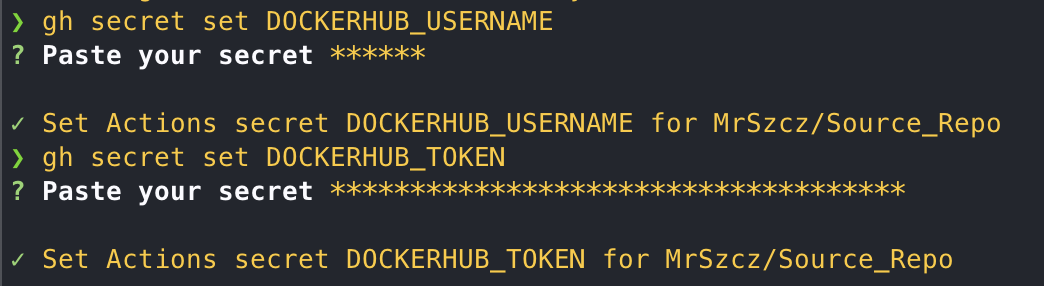 ❯ gh secret set DOCKERHUB_USERNAME
? Paste your secret ******
✓ Set Actions secret DOCKERHUB_USERNAME for MrSzcz/Source_Repo
❯ gh secret set DOCKERHUB_TOKEN
? Paste your secret ************************************
✓ Set Actions secret DOCKERHUB_TOKEN for MrSzcz/Source_Repo